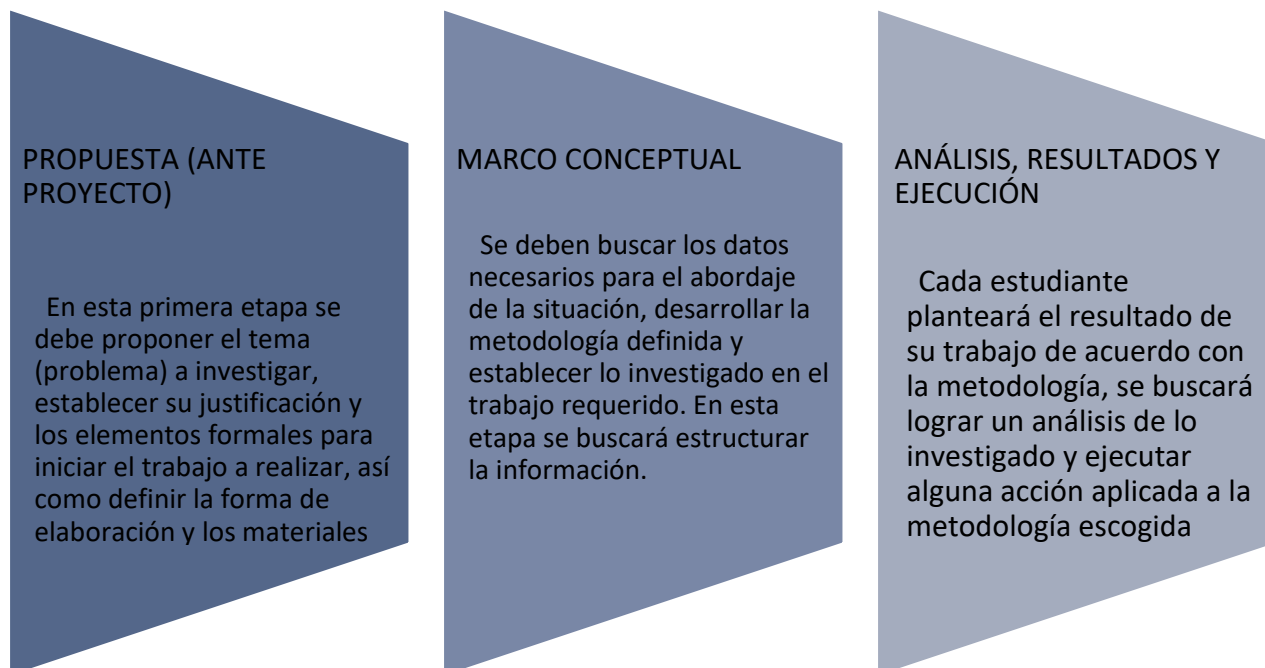 PROPUESTA (ANTE
PROYECTO)
En esta primera etapa se
debe proponer el tema
(problema) a investigar,
establecer su justificación y
los elementos formales para
iniciar el trabajo a realizar, así
como definir la forma de
elaboración y los materiales
MARCO CONCEPTUAL
Se deben buscar los datos
necesarios para el abordaje
de la situación, desarrollar la
metodología definida y
establecer lo investigado en el
trabajo requerido. En esta
etapa se buscará estructurar
la información.
ANÁLISIS, RESULTADOS Y
EJECUCIÓN
Cada estudiante
planteará el resultado de
su trabajo de acuerdo con
la metodología, se buscará
lograr un análisis de lo
investigado y ejecutar
alguna acción aplicada a la
metodología escogida